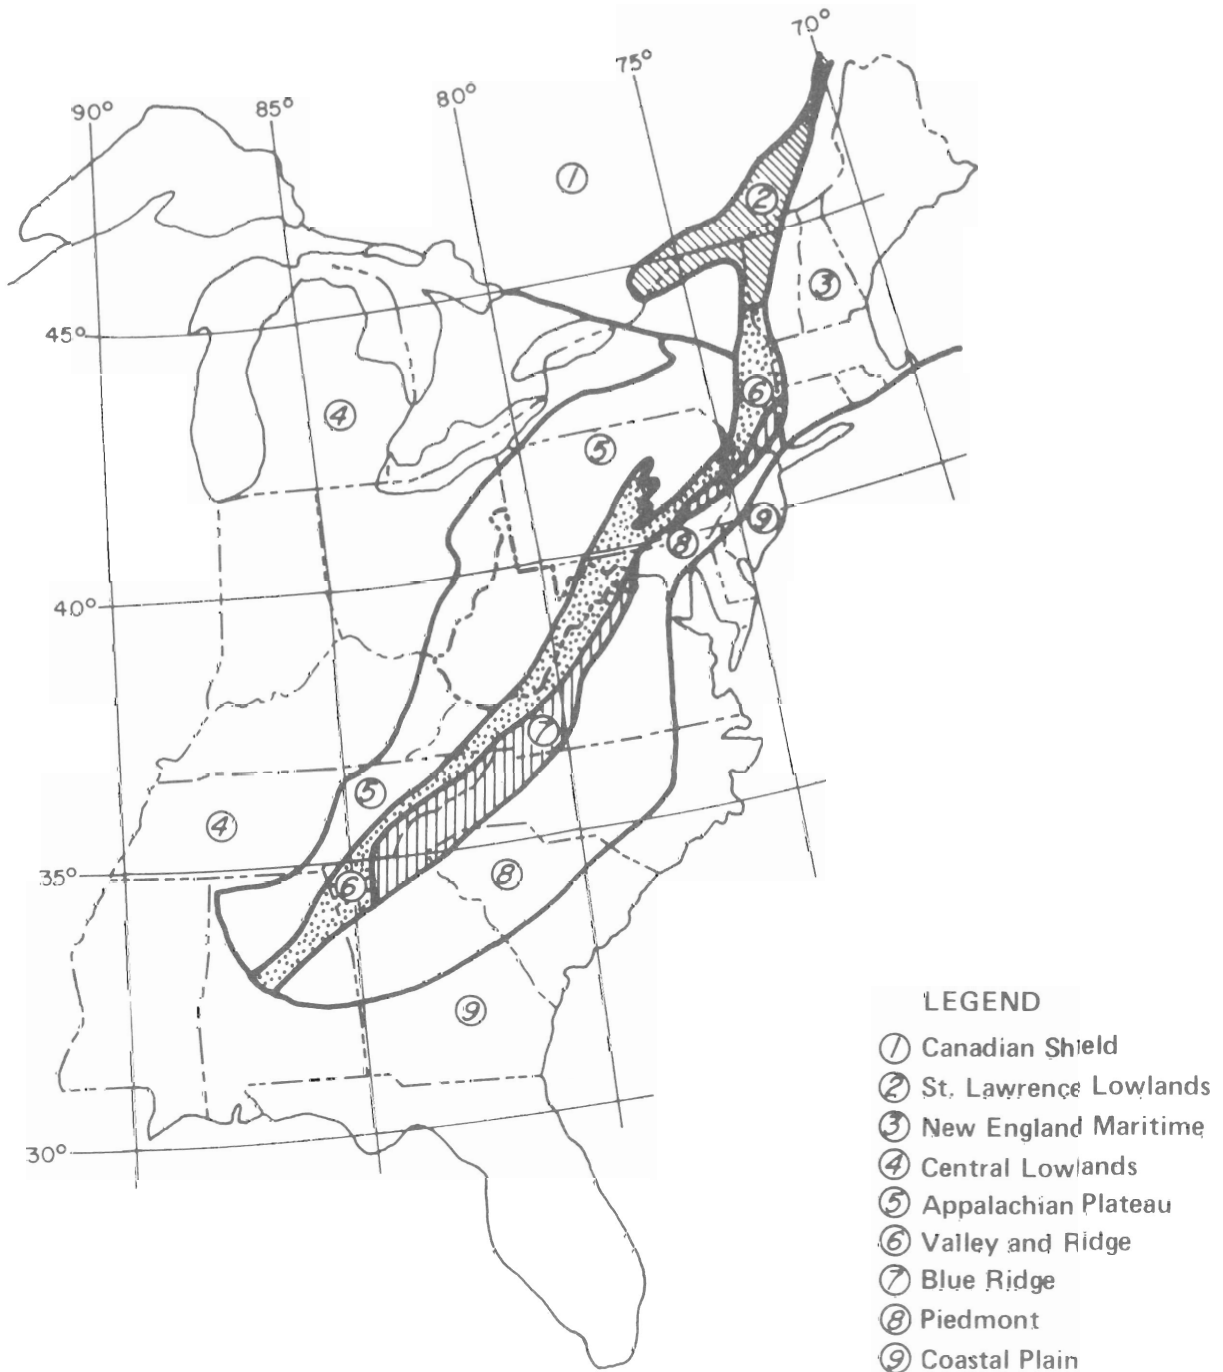 70°
75°
80°
85°
90°
1
2
3
45°
6
4
5
9
8
40°
7
5
4
35°
8
6
9
30°
LEGEND
1 Canadian Shield
2 St. Lawrence Lowlands
3 New England Maritime
4 Central Lowlands
5 Appalachian Plateau
6 Valley and Ridge
7 Blue Ridge
8 Piedmont
9 Coastal Plain